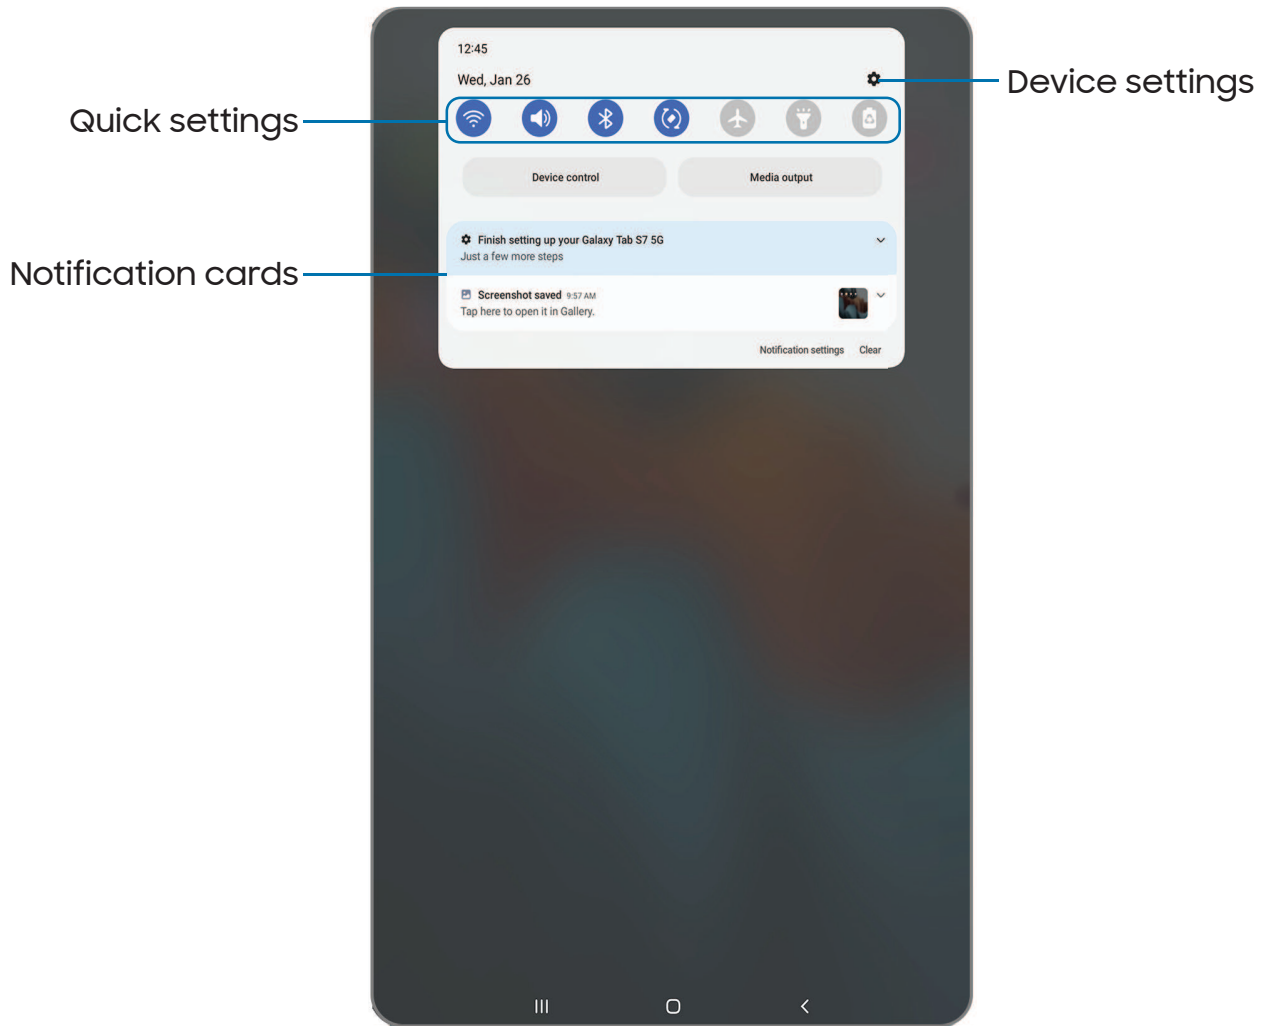 12:45
Wed, Jan 26
Device settings
Quick settings
Device control
Media output
Finish setting up your Galaxy Tab S7 5G
Just a few more steps
Notification cards
Screenshot saved 9:57 AM
Tap here to open it in Gallery.
Notification settings
Clear